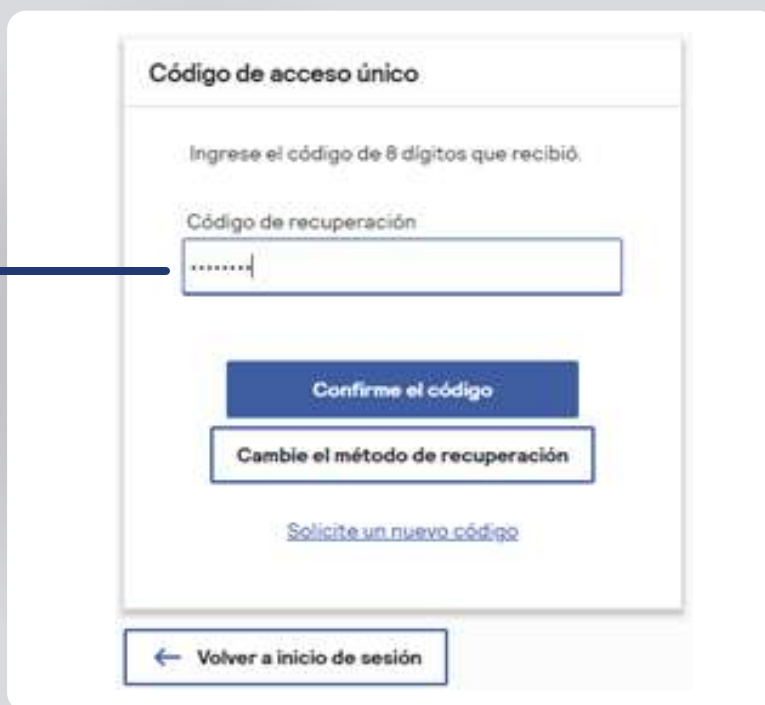 Código de acceso único
Ingrese el código de 8 dígitos que recibió.
Código de recuperación
Confirme el código
Cambie el método de recuperación
Solicite un nuevo código
← Volver a inicio de sesión